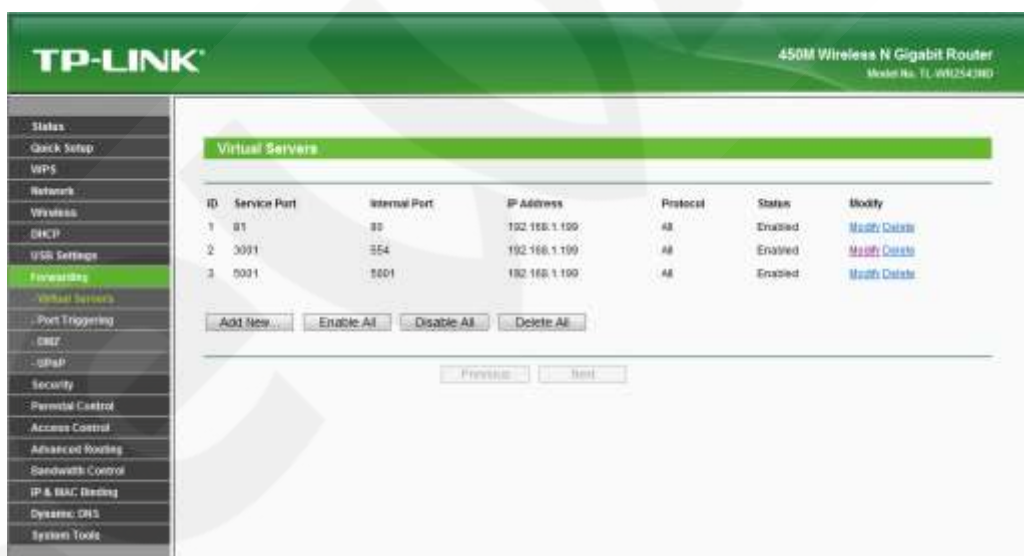 TP-LINK
450M Wireless N Gigabit Router
Model No. TL-WR2543ND
Status
Quick Setup
WPS
Network
Wireless
DHCP
USB Settings
Forwarding
- Virtual Servers
- Port Triggering
- DMZ
- UPnP
Security
Parental Control
Access Control
Advanced Routing
Bandwidth Control
IP & MAC Binding
Dynamic DNS
System Tools
Virtual Servers
ID Service Port Internal Port IP Address Protocol Status Modify
1 81 80 192.168.1.199 All Enabled Modify Delete
2 3001 554 192.168.1.199 All Enabled Modify Delete
3 5001 5001 192.168.1.199 All Enabled Modify Delete
Add New... Enable All Disable All Delete All
Previous Next